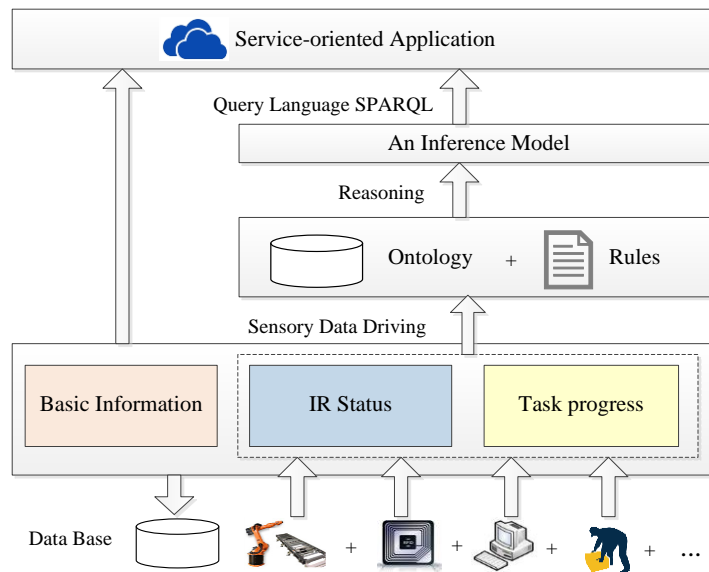 Service-oriented Application
Query Language SPARQL
An Inference Model
Reasoning
Ontology + Rules
Sensory Data Driving
Basic Information
IR Status
Task progress
Data Base
+ + + + ...